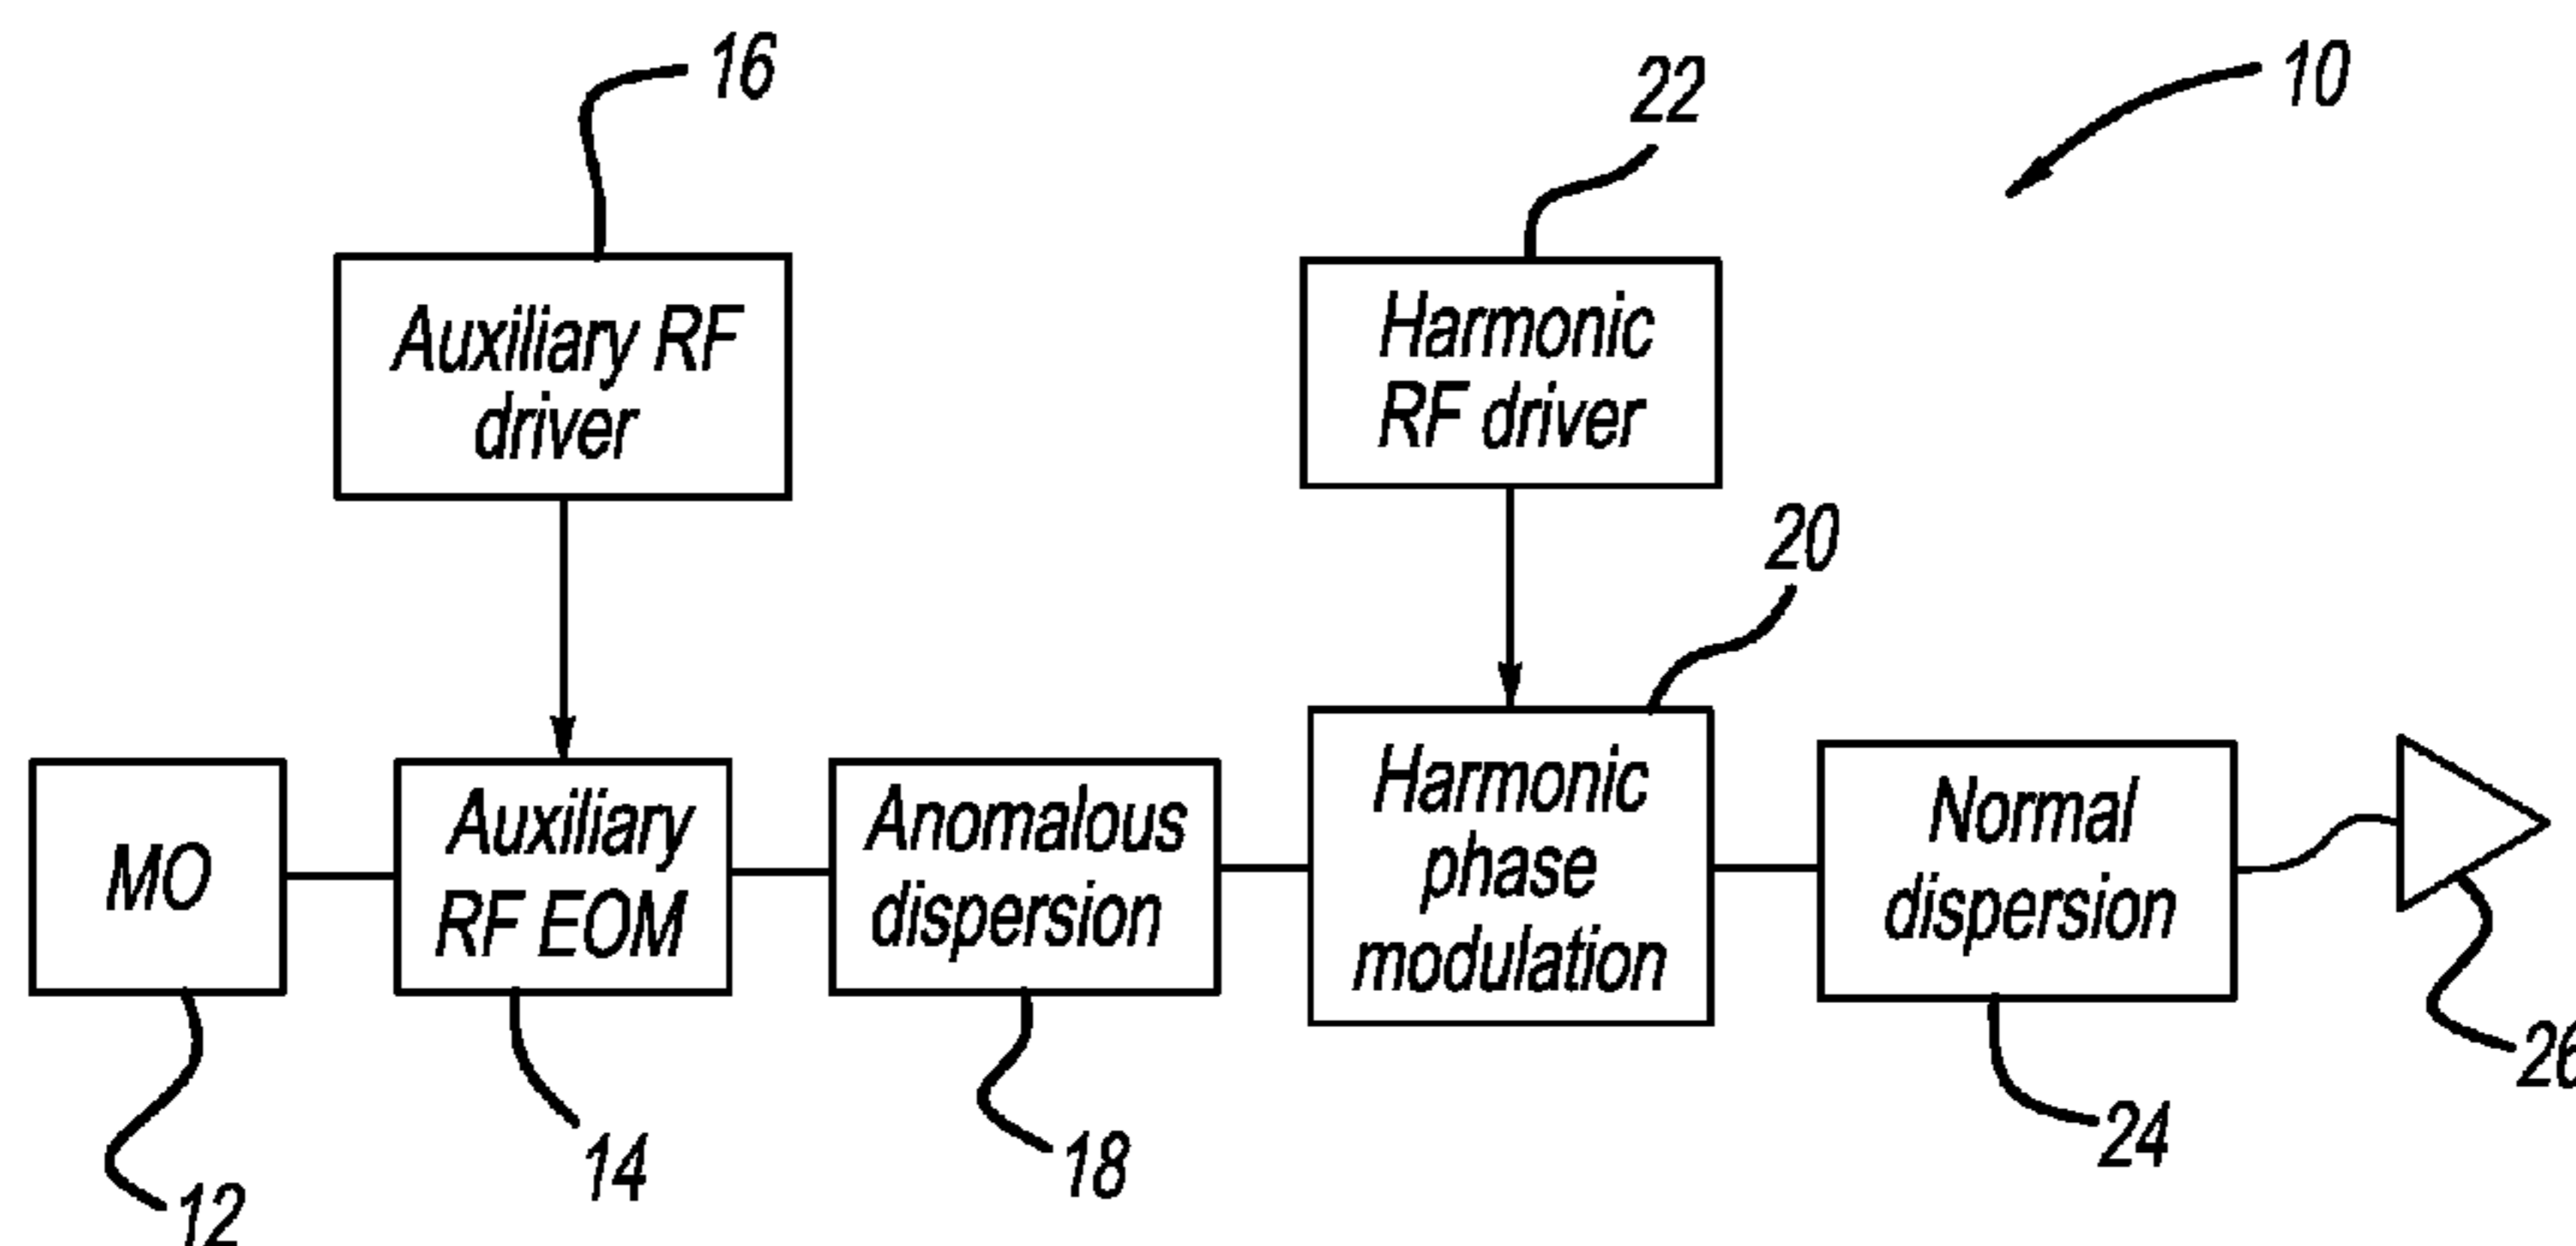 16
22
10
Auxiliary RF
driver
Harmonic
RF driver
20
MO
Auxiliary
RF EOM
Anomalous
dispersion
Harmonic
phase
modulation
Normal
dispersion
26
12
14
18
24